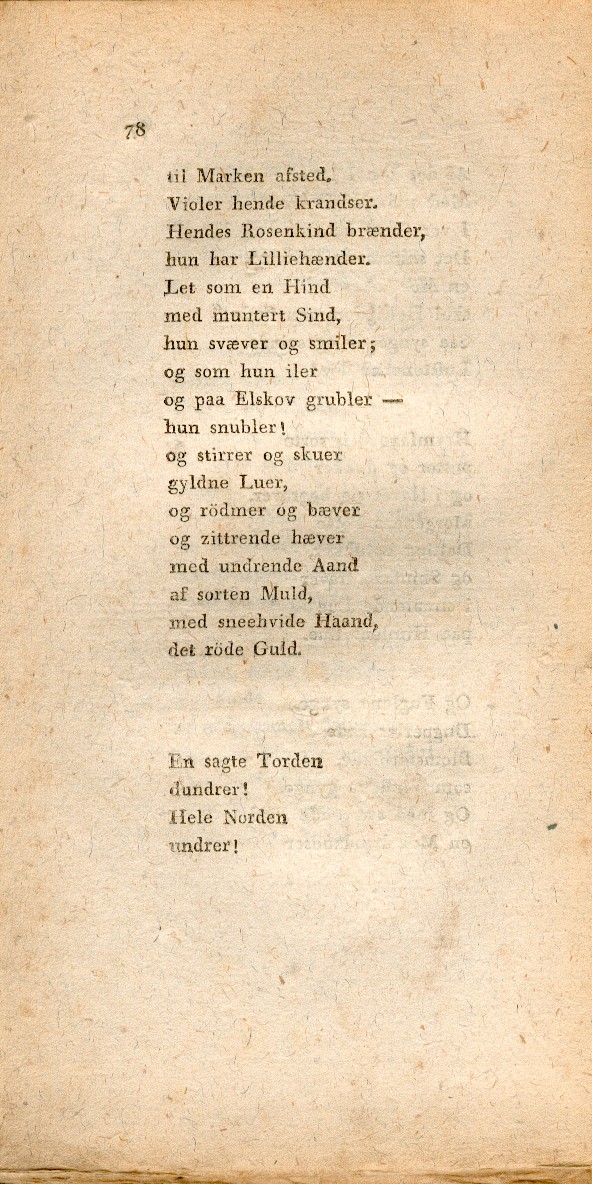 78
til Marken afsted.
Violer hende krandser.
Hendes Rosenkind brænder,
hun har Lilliehænder.
Let som en Hind
med muntert Sind,
hun svæver og smiler;
og som hun iler
og paa Elskov grubler —
hun snubler!
og stirrer og skuer
gyldne Luer,
og rödmer og bæver
og zittrende hæver
med undrende Aand
af sorten Muld,
med sneehvide Haand,
det röde Guld.
En sagte Torden
dundrer!
Hele Norden
undrer!